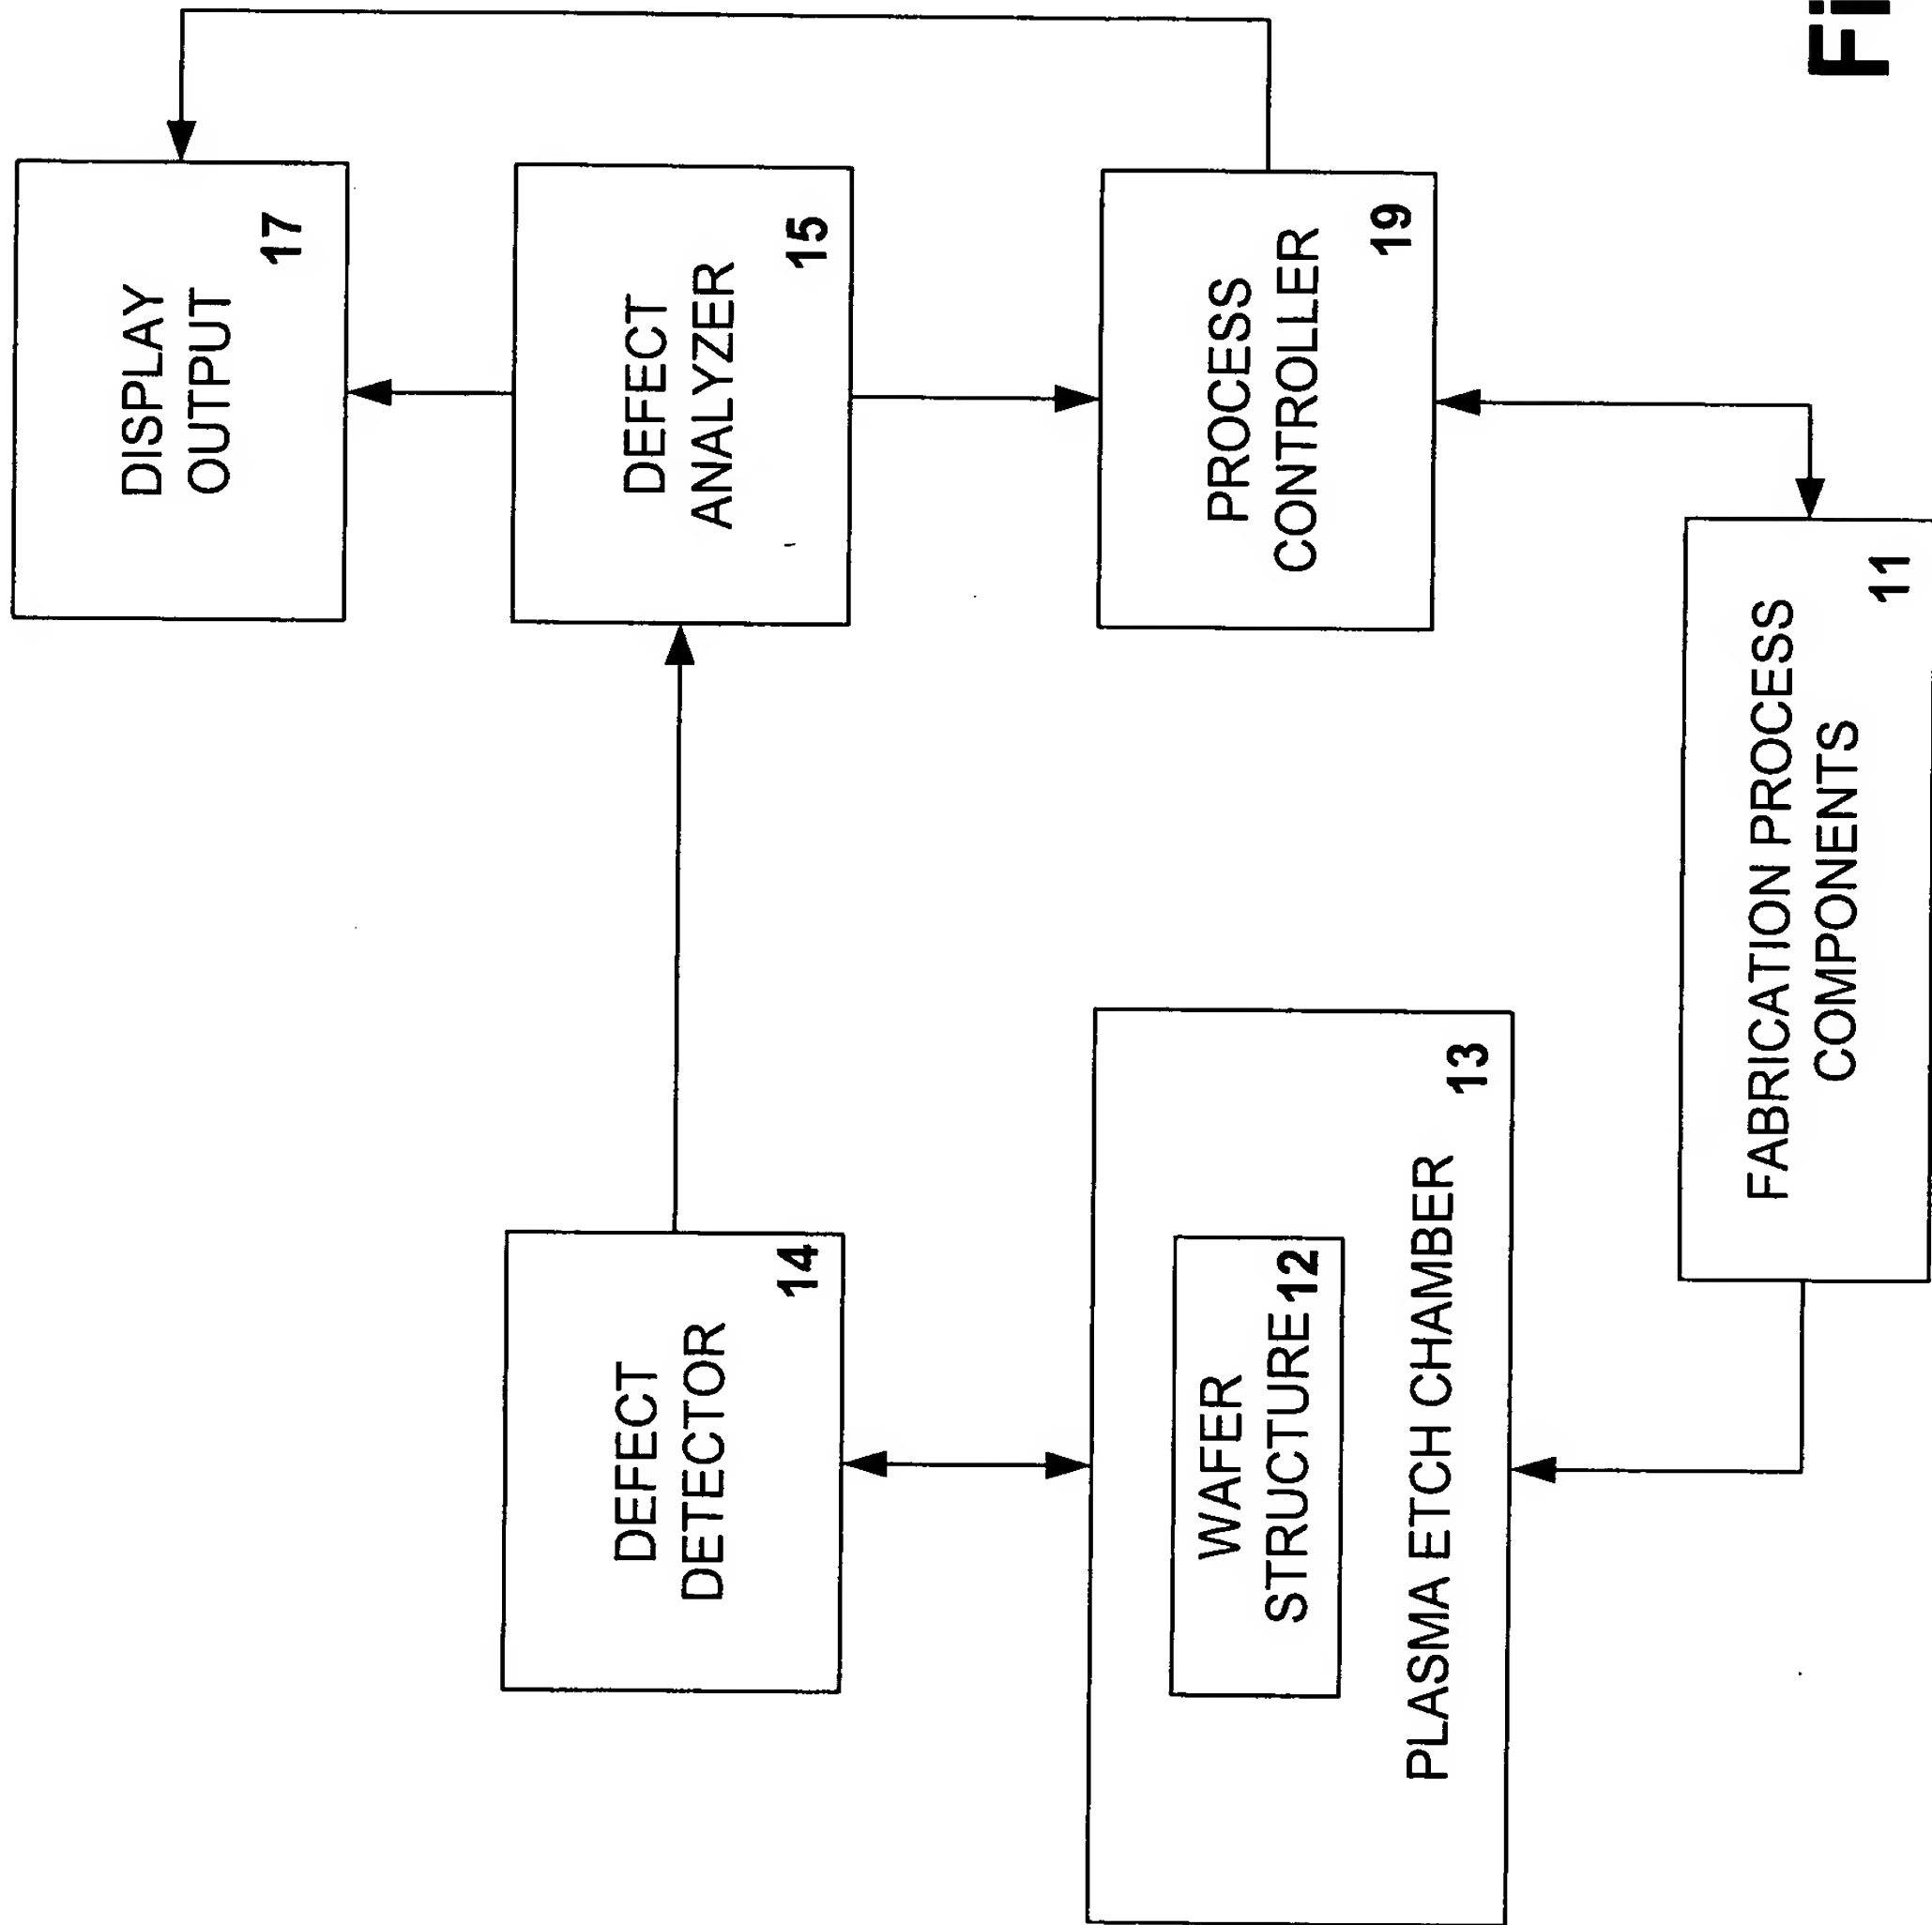 DISPLAY
OUTPUT
17
DEFECT
ANALYZER
15
PROCESS
CONTROLLER
19
DEFECT
DETECTOR
14
WAFER
STRUCTURE 12
PLASMA ETCH CHAMBER
13
FABRICATION PROCESS
COMPONENTS
11